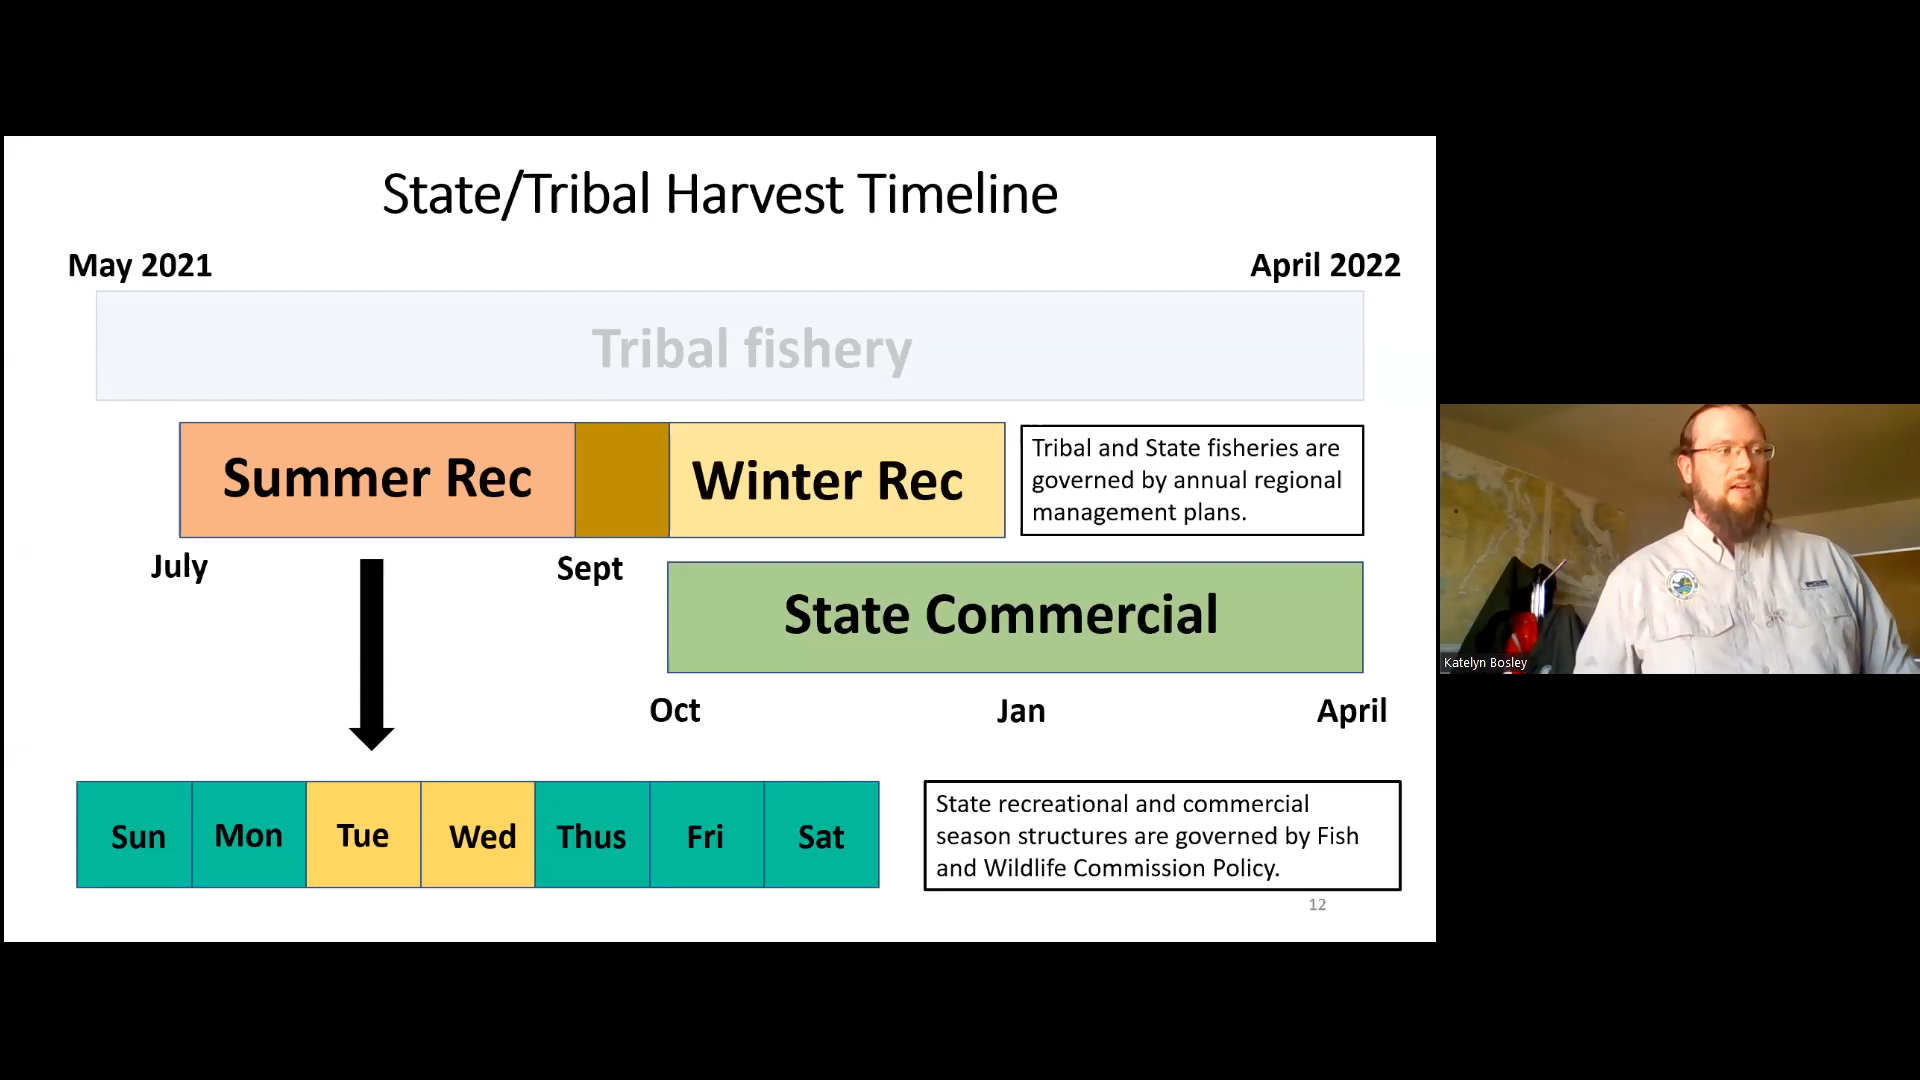 State/Tribal Harvest Timeline
May 2021
April 2022
Tribal fishery
Summer Rec
Winter Rec
Tribal and State fisheries are
governed by annual regional
management plans.
July
Sept
State Commercial
Oct
Jan
April
Sun
Mon
Tue
Wed
Thus
Fri
Sat
State recreational and commercial
season structures are governed by Fish
and Wildlife Commission Policy.
12
Katelyn Bosley